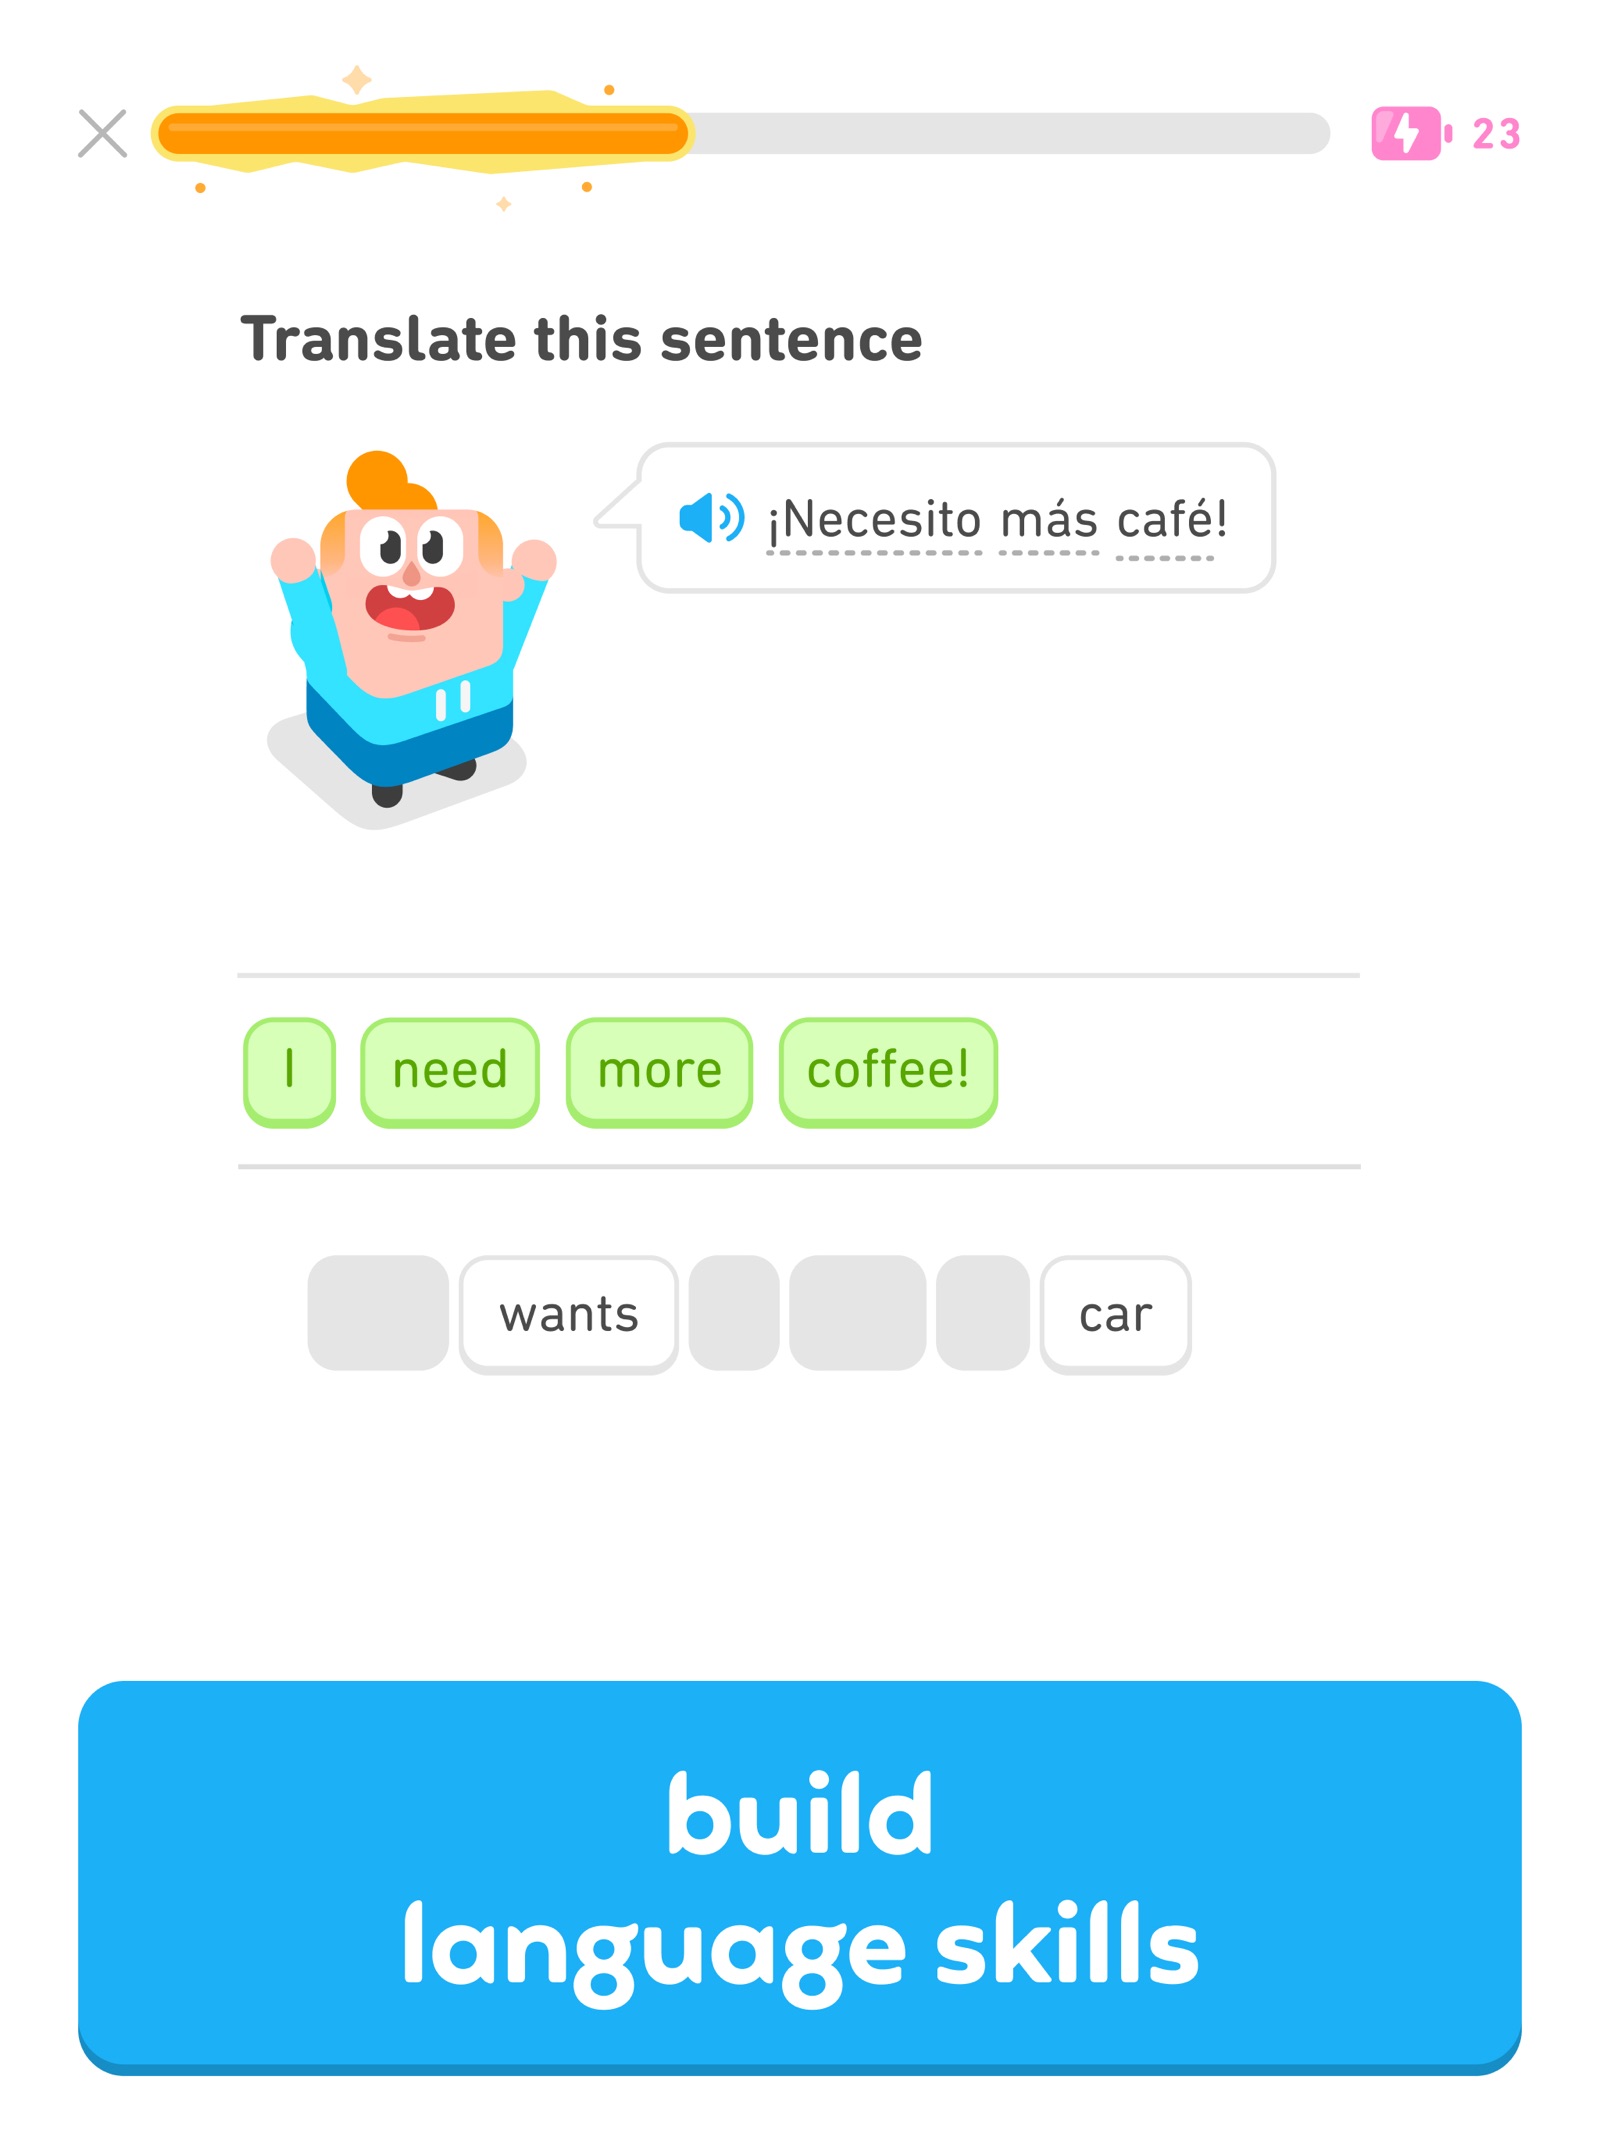 23
Translate this sentence
¡Necesito más café!
I need more coffee!
wants car
build
language skills